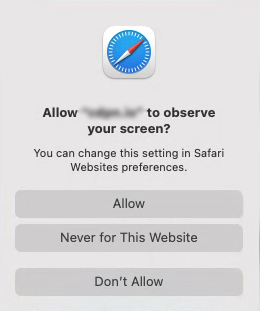 Allow to observe
your screen?
You can change this setting in Safari
Websites preferences.
Allow
Never for This Website
Don't Allow